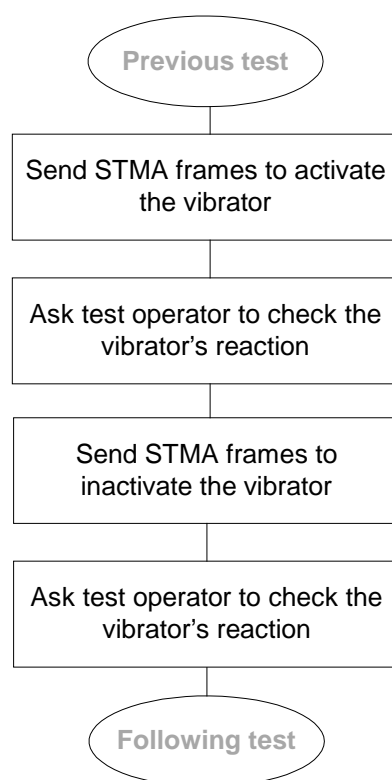 Previous test
Send STMA frames to activate
the vibrator
Ask test operator to check the
vibrator's reaction
Send STMA frames to
inactivate the vibrator
Ask test operator to check the
vibrator's reaction
Following test